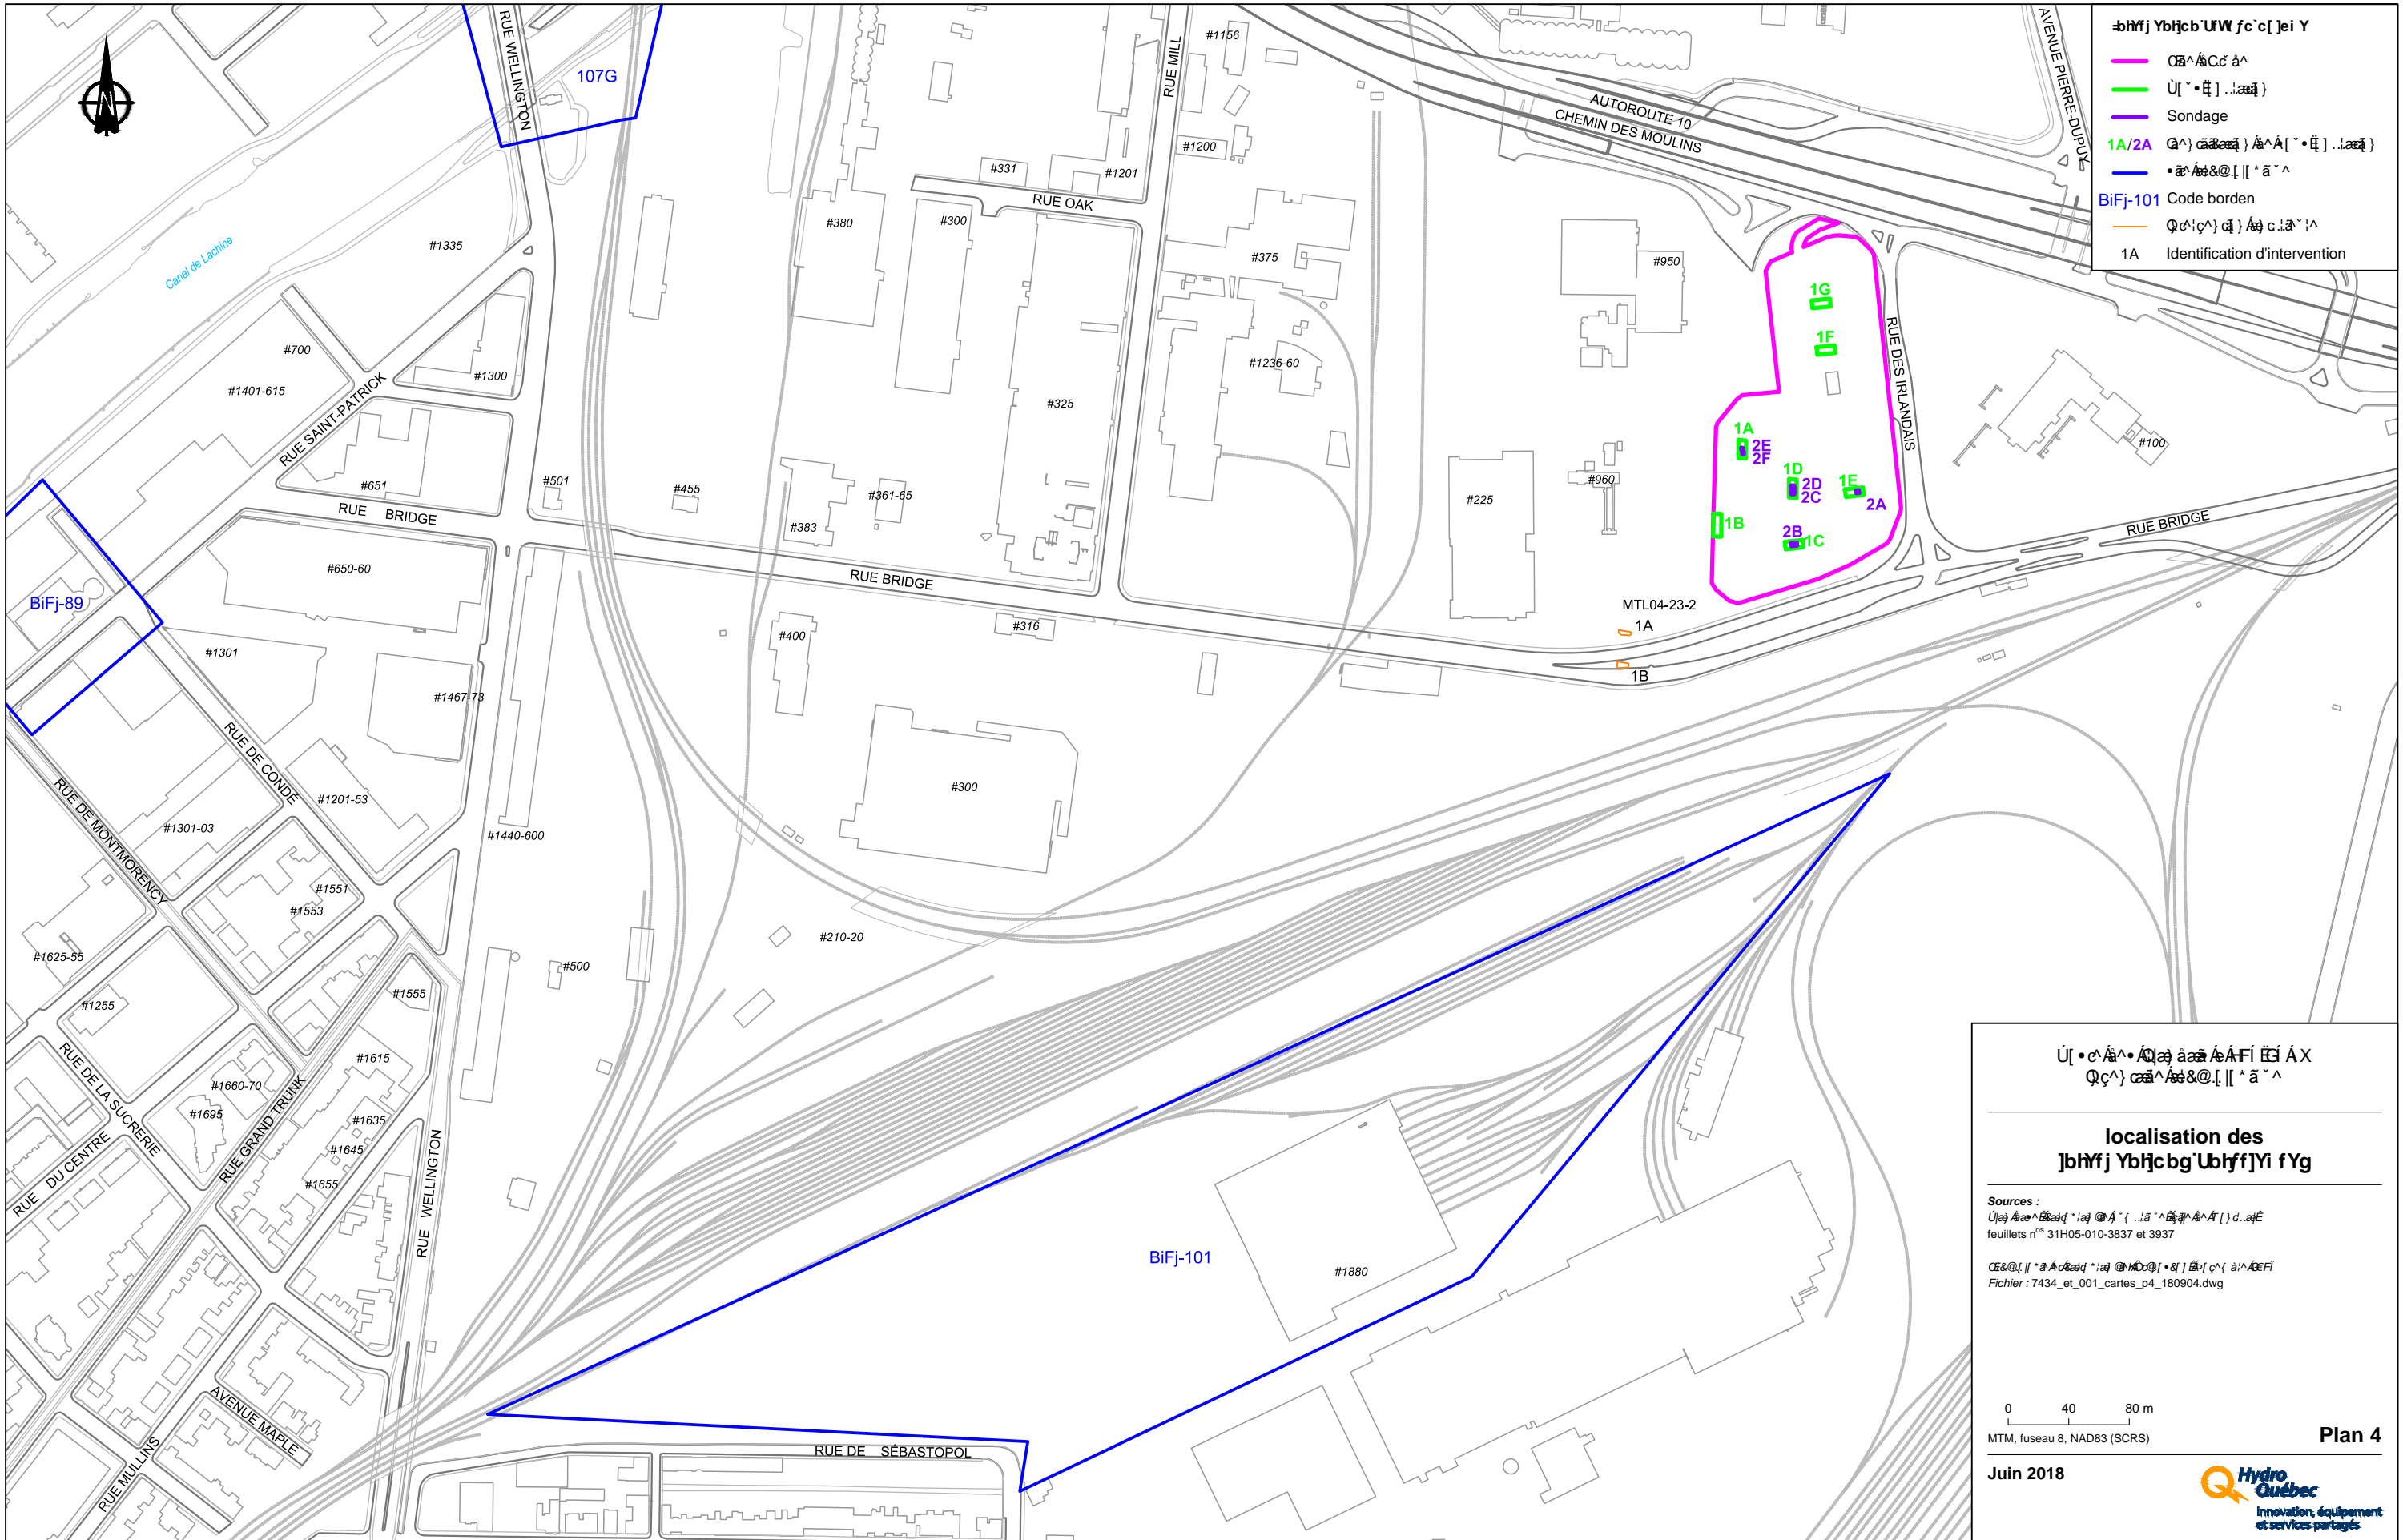 Intervention archéologique
Sondage
1A/2A
BiFj-101 Code borden
1A Identification d'intervention
107G
RUE WELLINGTON
RUE MILL
#1156
AUTOROUTE 10
CHEMIN DES MOULINS
AVENUE PIERRE-DUPUY
#1200
#331
#1201
RUE OAK
#380
#300
#1335
Canal de Lachine
#375
#950
1G
1F
RUE DES IRLANDAIS
#700
#1300
#1401-615
#1236-60
#325
RUE SAINT-PATRICK
1A
2E
2F
#100
#651
#501
#455
#361-65
#383
#225
#960
1D
2D
2C
1E
2A
RUE BRIDGE
1B
2B
1C
RUE BRIDGE
#650-60
RUE BRIDGE
BiFj-89
MTL04-23-2
1A
#316
#400
#1301
1B
#1467-73
RUE DE CONDÉ
#300
RUE DE MONTMORENCY
#1201-53
#1301-03
#1440-600
#1551
#1553
#210-20
#1625-55
#500
#1555
#1255
RUE DE LA SUCRERIE
#1615
#1660-70
#1695
RUE GRAND TRUNK
#1635
#1645
#1655
RUE DU CENTRE
RUE WELLINGTON
BiFj-101
#1880
AVENUE MAPLE
RUE MULLINS
RUE DE SÉBASTOPOL
localisation des
Sources :
feuillets nos 31H05-010-3837 et 3937
Fichier : 7434_et_001_cartes_p4_180904.dwg
0 40 80 m
MTM, fuseau 8, NAD83 (SCRS)
Plan 4
Juin 2018
Hydro
Québec
Innovation, équipement
et services partagés